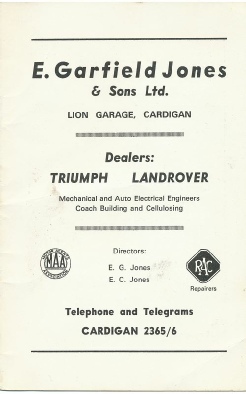 E. Garfield Jones
& Sons Ltd.
LION GARAGE, CARDIGAN
Dealers:
TRIUMPH LANDROVER
Mechanical and Auto Electrical Engineers
Coach Building and Cellulosing
Directors:
E. G. Jones
E. C. Jones
MAA
RAC
Repairers
Telephone and Telegrams
CARDIGAN 2365/6